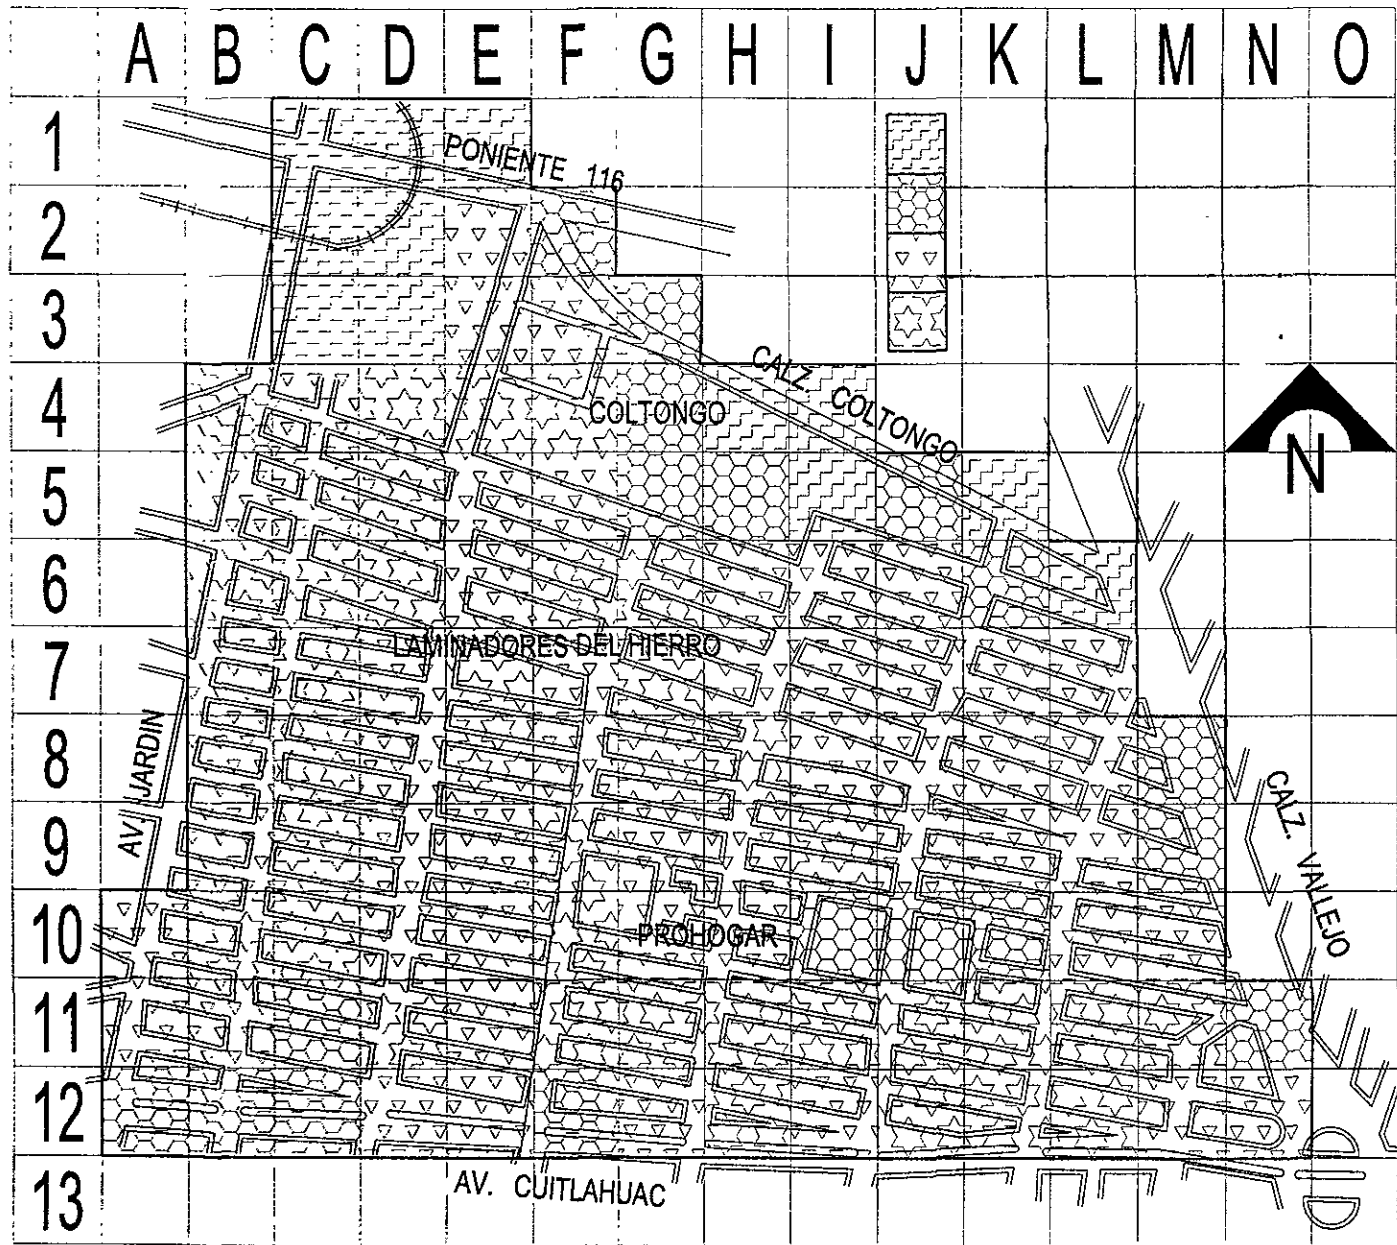 A B C D E F G H I J K L M N O
1
PONIENTE 116
2
3
CALZ. COLTONGO
4
COLTONGO
N
5
6
LAMINADORES DEL HIERRO
7
AV. JARDIN
8
CALZ. VALLEJO
9
10
PROHOGAR
11
12
AV. CUITLAHUAC
13